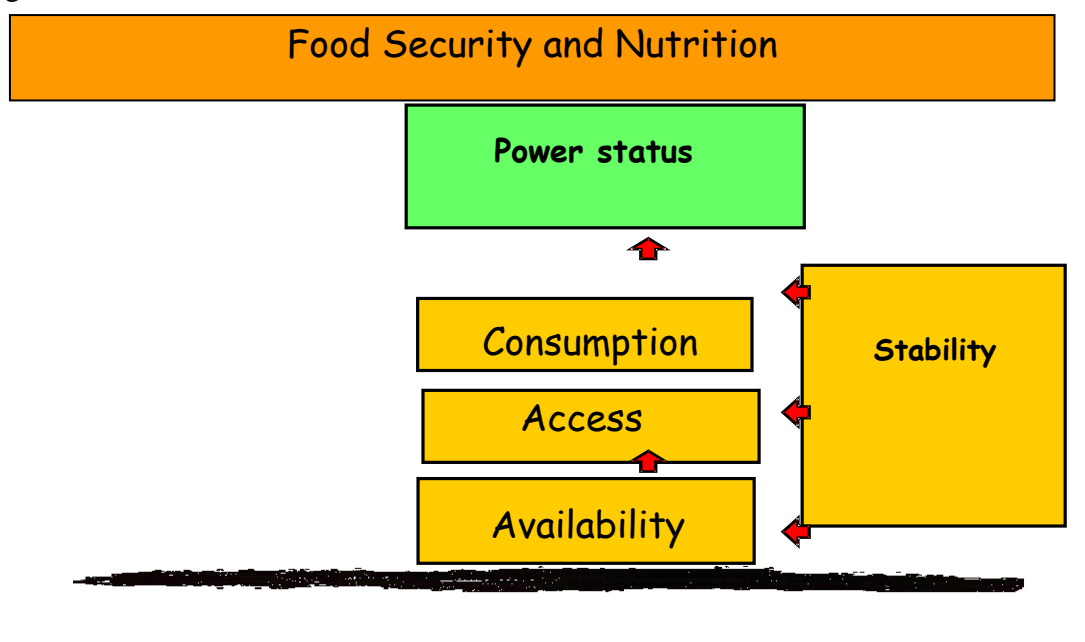 Food Security and Nutrition
Power status
Consumption
Stability
Access
Availability